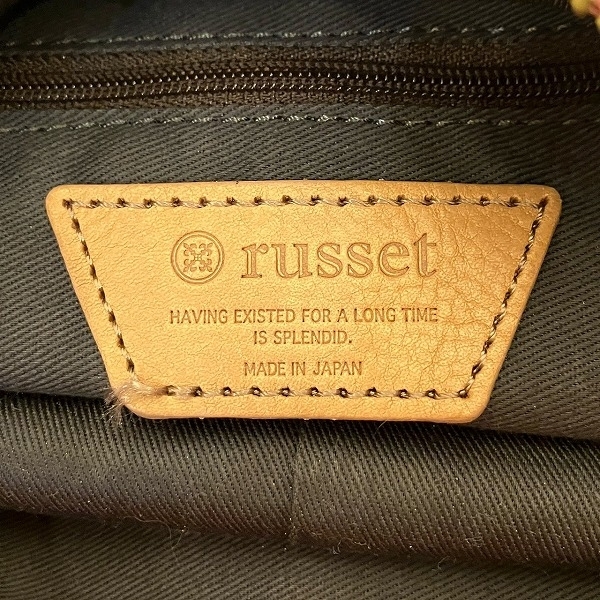 russet
HAVING EXISTED FOR A LONG TIME
IS SPLENDID.
MADE IN JAPAN